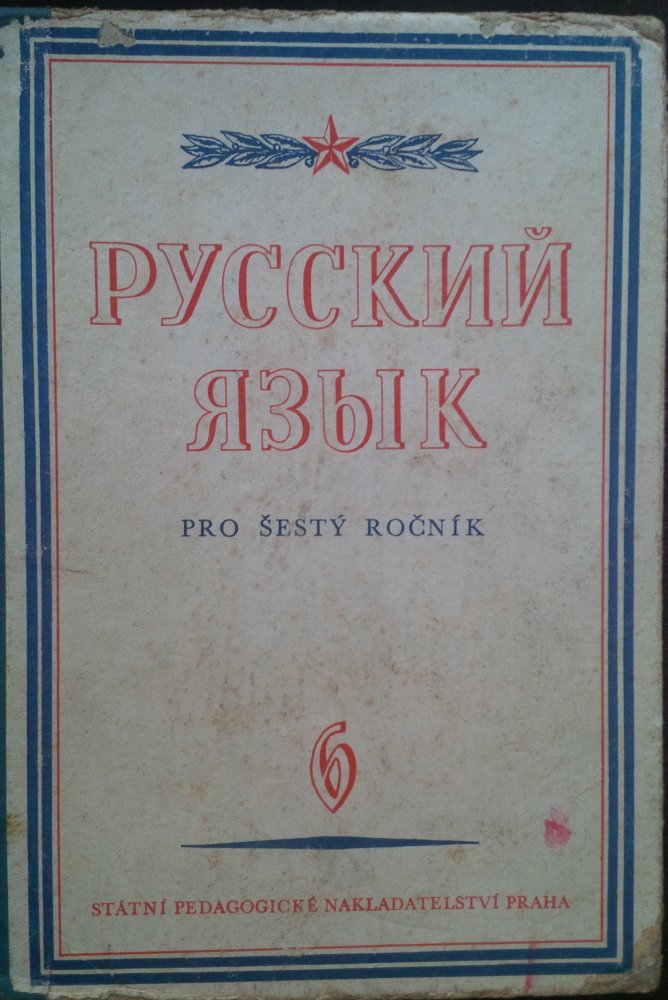 РУССКИЙ
ЯЗЫК
PRO ŠESTÝ ROČNÍK
6
STÁTNÍ PEDAGOGICKÉ NAKLADATELSTVÍ PRAHA